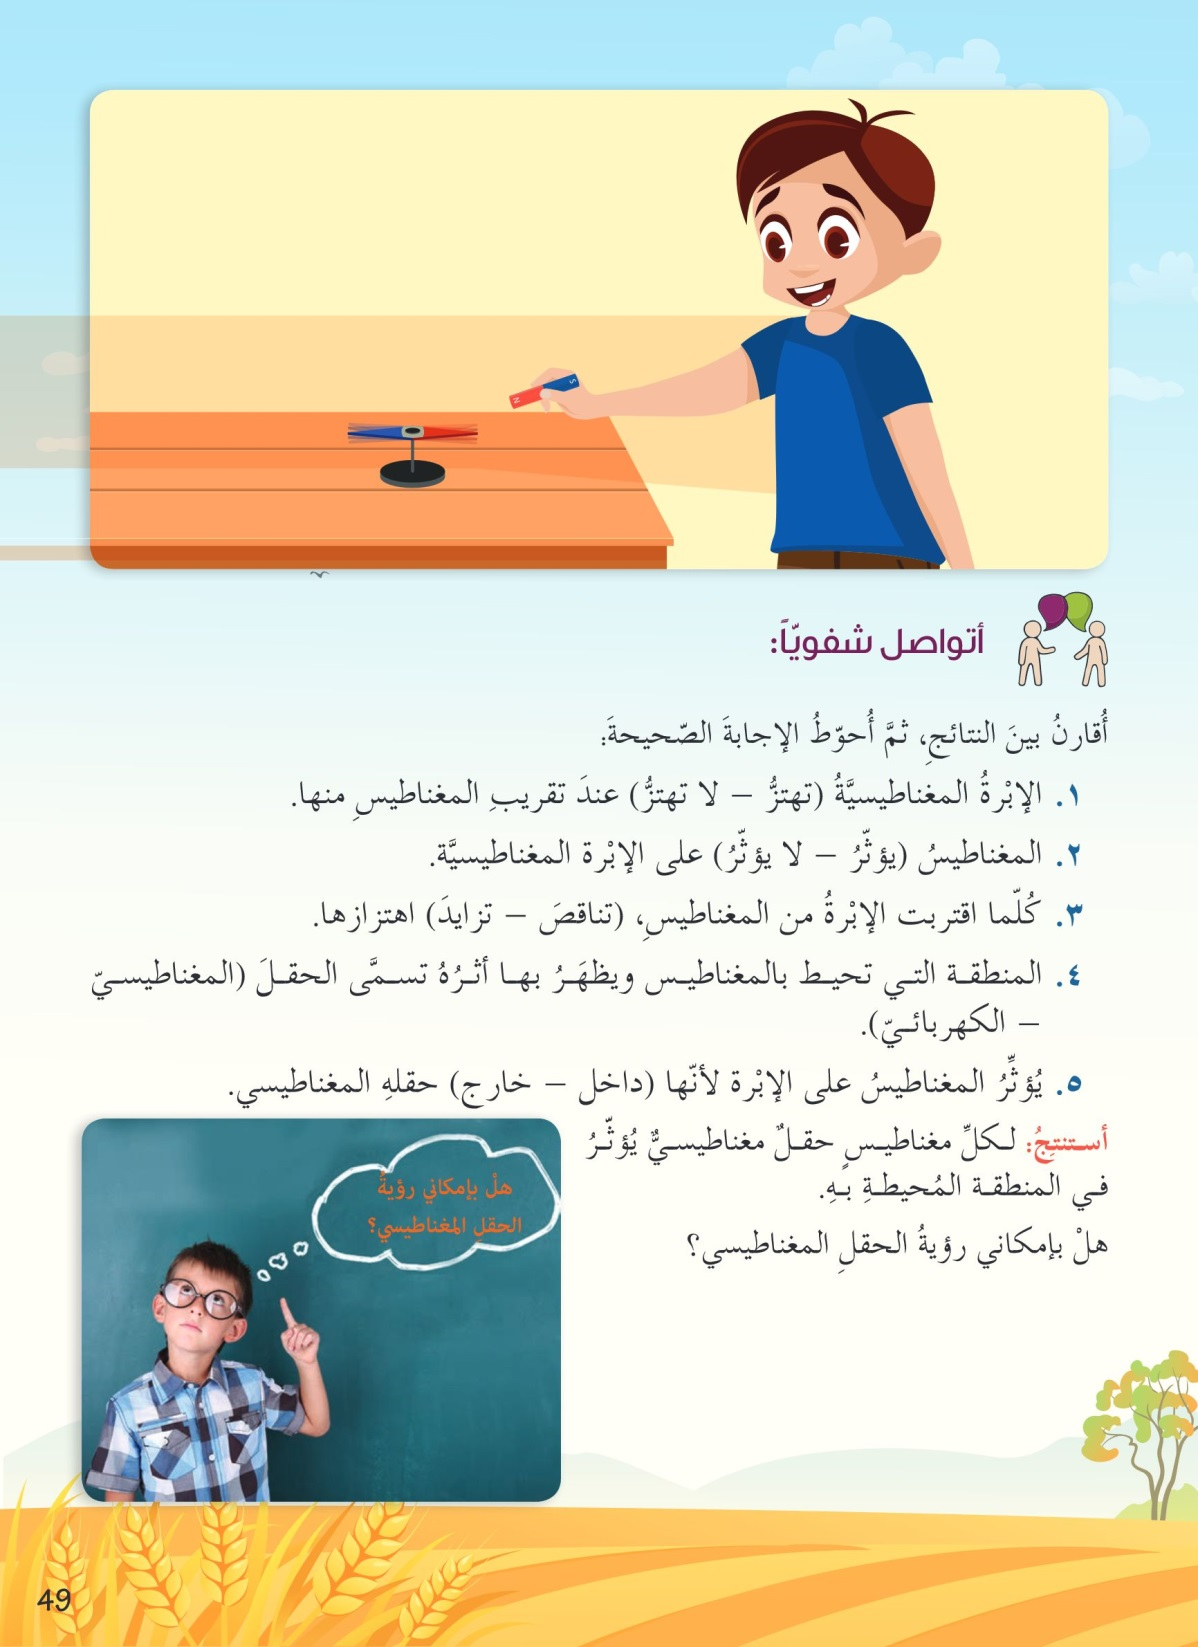 S
N
أتواصل شفويّاً:
أُقارنُ بينَ النتائجِ، ثمَّ أُحوّطُ الإجابةَ الصّحيحةَ:
١. الإبْرةُ المغناطيسيَّةُ (تهتزُّ – لا تهتزُّ) عندَ تقريبِ المغناطيسِ منها.
٢. المغناطيسُ (يؤثّرُ – لا يؤثّرُ) على الإبْرة المغناطيسيَّة.
٣. كُلّما اقتربت الإبْرةُ من المغناطيسِ، (تناقصَ – تزايدَ) اهتزازها.
٤. المنطقة التي تحيط بالمغناطيس ويظهَرُ بها أثرُهُ تسمَّى الحقلَ (المغناطيسيّ
– الكهربائيّ).
٥. يُؤثِّرُ المغناطيسُ على الإبْرة لأنّها (داخل – خارج) حقلهِ المغناطيسي.
أستنتجُ: لكلِّ مغناطيسٍ حقلٌ مغناطيسيٌّ يُؤثّرُ
في المنطقة المُحيطةِ بهِ.
هلْ بإمكاني رؤيةُ الحقلِ المغناطيسي؟
هلْ بإمكاني رؤيةُ
الحقلِ المغناطيسي؟
49